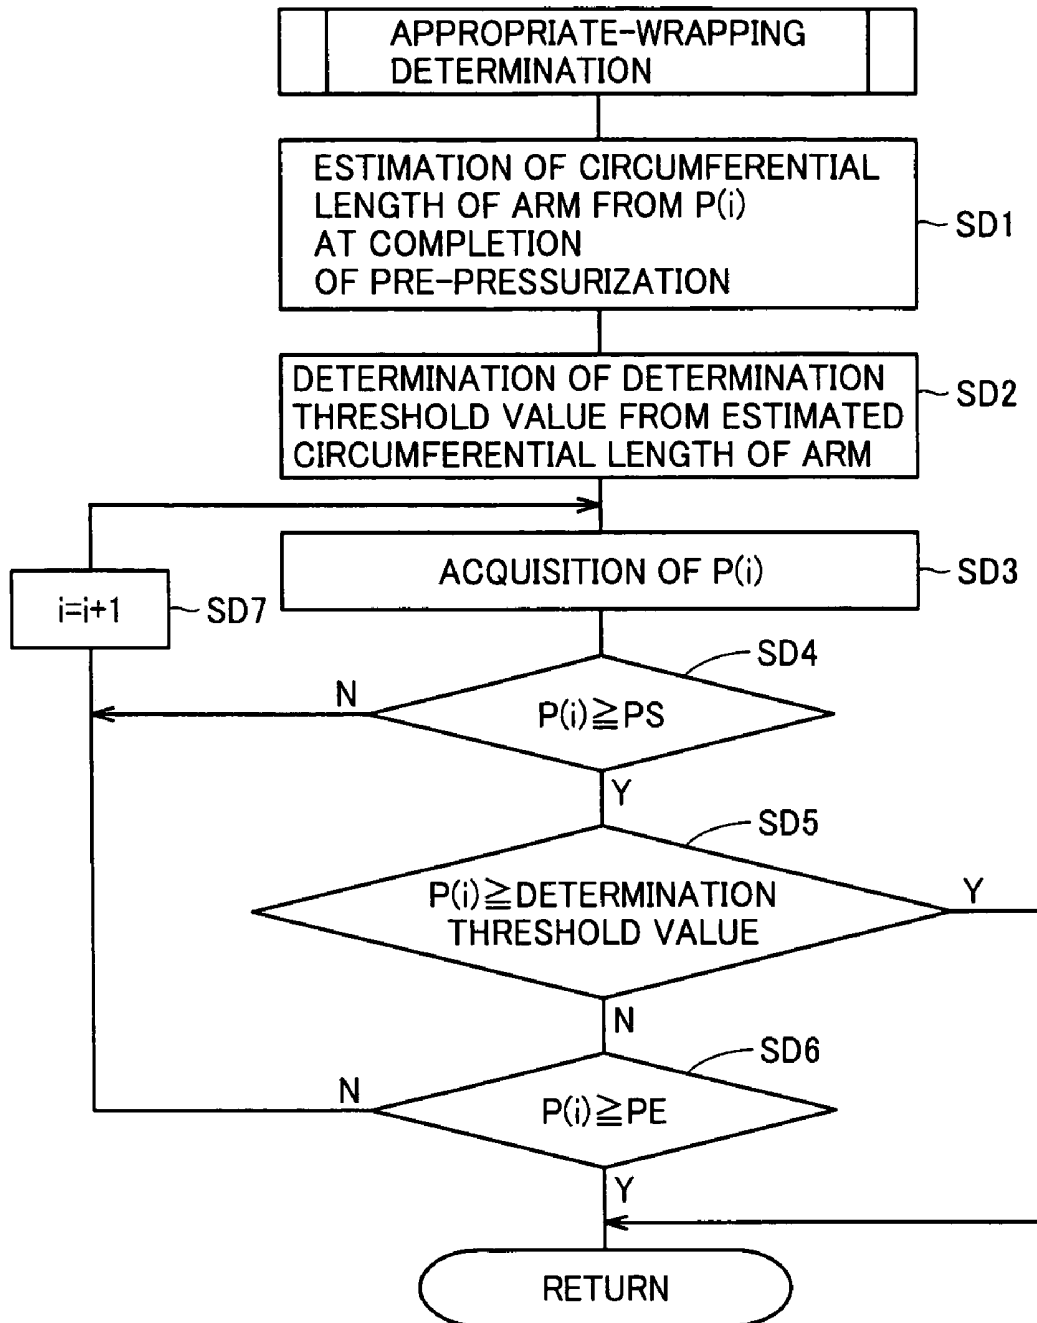 APPROPRIATE-WRAPPING
DETERMINATION
ESTIMATION OF CIRCUMFERENTIAL
LENGTH OF ARM FROM P(i)
AT COMPLETION
OF PRE-PRESSURIZATION
SD1
DETERMINATION OF DETERMINATION
THRESHOLD VALUE FROM ESTIMATED
CIRCUMFERENTIAL LENGTH OF ARM
SD2
ACQUISITION OF P(i)
SD3
i=i+1
SD7
SD4
N
P(i)≧PS
Y
SD5
P(i)≧DETERMINATION
THRESHOLD VALUE
Y
N
SD6
N
P(i)≧PE
Y
RETURN